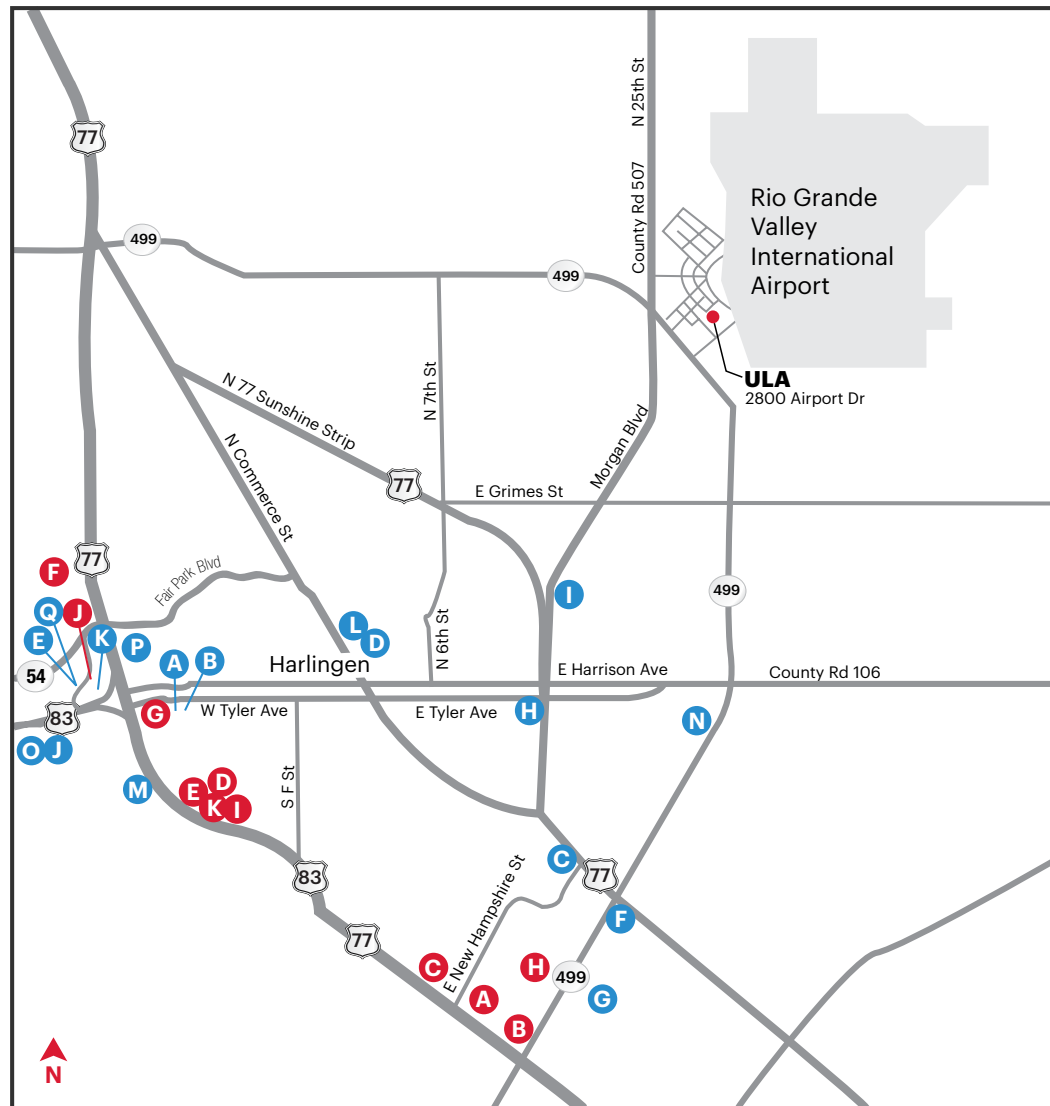 N 25th St
77
County Rd 507
Rio Grande
Valley
International
Airport
499
499
ULA
2800 Airport Dr
N 77 Sunshine Strip
N 7th St
N Commerce St
Morgan Blvd
77
E Grimes St
77
F
Fair Park Blvd
I
499
Q
J
E
K
P
L
D
A
B
N 6th St
54
Harlingen
E Harrison Ave
County Rd 106
83
G
W Tyler Ave
E Tyler Ave
H
N
O
J
M
E
D
K
I
S F St
83
C
77
E New Hampshire St
F
77
C
H
499
A
G
B
N